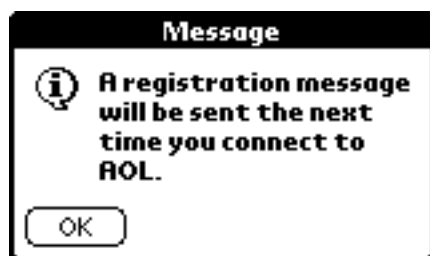 Message
A registration message
will be sent the next
time you connect to
AOL.
OK